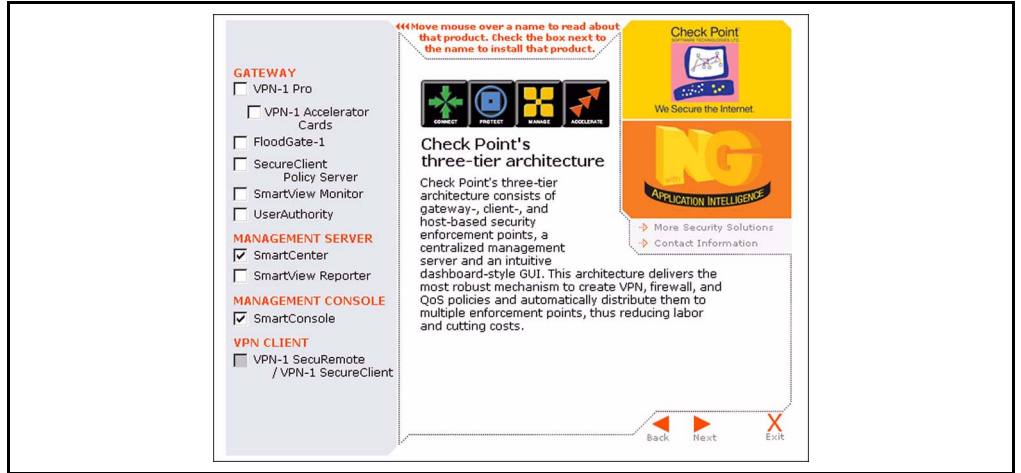 Move mouse over a name to read about
that product. Check the box next to
the name to install that product.
GATEWAY
VPN-1 Pro
VPN-1 Accelerator
Cards
FloodGate-1
SecureClient
Policy Server
SmartView Monitor
UserAuthority
MANAGEMENT SERVER
SmartCenter
SmartView Reporter
MANAGEMENT CONSOLE
SmartConsole
VPN CLIENT
VPN-1 SecuRemote
/ VPN-1 SecureClient
CONNECT
PROTECT
MANAGE
ACCELERATE
Check Point's
three-tier architecture
Check Point's three-tier
architecture consists of
gateway-, client-, and
host-based security
enforcement points, a
centralized management
server and an intuitive
dashboard-style GUI. This architecture delivers the
most robust mechanism to create VPN, firewall, and
QoS policies and automatically distribute them to
multiple enforcement points, thus reducing labor
and cutting costs.
Check Point
SOFTWARE TECHNOLOGIES LTD.
We Secure the Internet.
NG
with
APPLICATION INTELLIGENCE
More Security Solutions
Contact Information
Back
Next
X
Exit